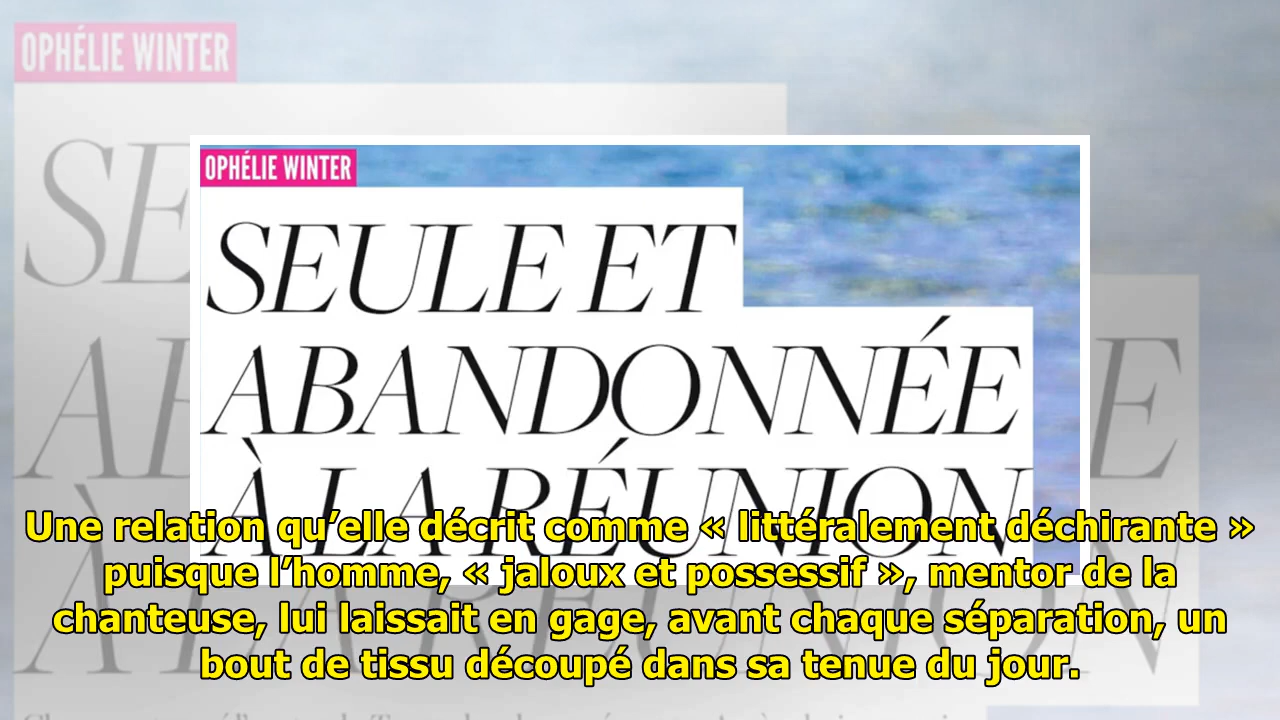 OPHÉLIE WINTER
OPHÉLIE WINTER
SEULE ET
ABANDONNÉE
À LA RÉUNION
Une relation qu’elle décrit comme « littéralement déchirante »
puisque l’homme, « jaloux et possessif », mentor de la
chanteuse, lui laissait en gage, avant chaque séparation, un
bout de tissu découpé dans sa tenue du jour.